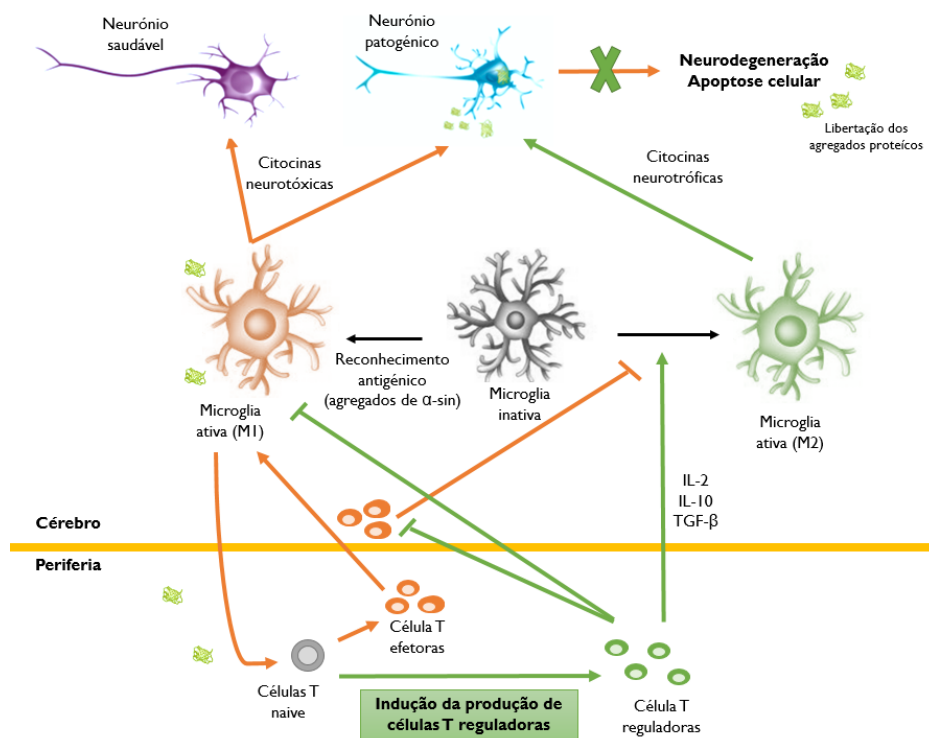 Neurónio
saudável
Neurónio
patogénico
Neurodegeneração
Apoptose celular
Libertação dos
agregados proteícos
Citocinas
neurotóxicas
Citocinas
neurotróficas
Reconhecimento
antigénico
(agregados de α-sin)
Microglia
inativa
Microglia
ativa (M1)
Microglia
ativa (M2)
IL-2
IL-10
TGF-β
Cérebro
Periferia
Célula T
efetoras
Células T
naive
Indução da produção de
células T reguladoras
Célula T
reguladoras